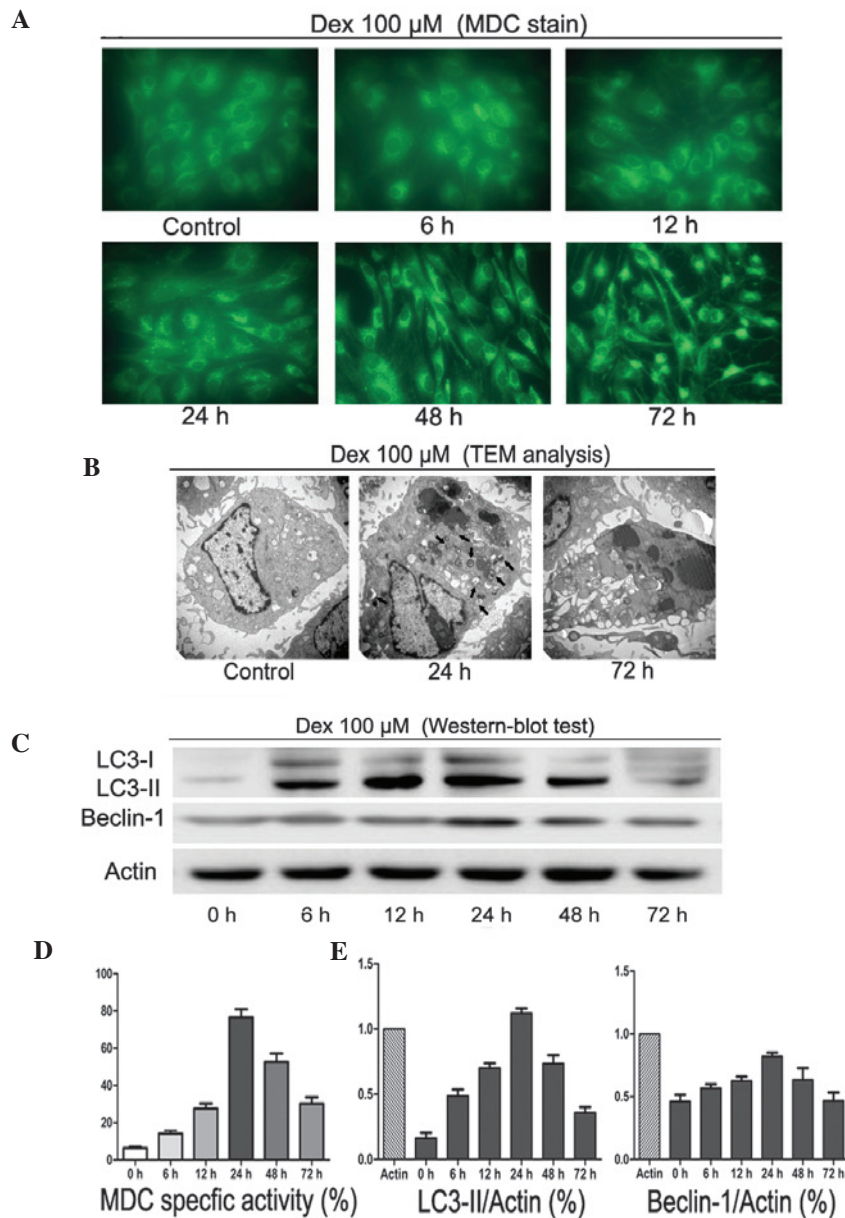 A
Dex 100 µM (MDC stain)
Control
6 h
12 h
24 h
48 h
72 h
B
Dex 100 µM (TEM analysis)
Control
24 h
72 h
C
Dex 100 µM (Western-blot test)
LC3-I
LC3-II
Beclin-1
Actin
0 h 6 h 12 h 24 h 48 h 72 h
D
100
80
60
40
20
0
0 h 6 h 12 h 24 h 48 h 72 h
MDC specfic activity (%)
E
1.5
1.0
0.5
0.0
Actin 0 h 6 h 12 h 24 h 48 h 72 h
LC3-II/Actin (%)
1.5
1.0
0.5
0.0
Actin 0 h 6 h 12 h 24 h 48 h 72 h
Beclin-1/Actin (%)